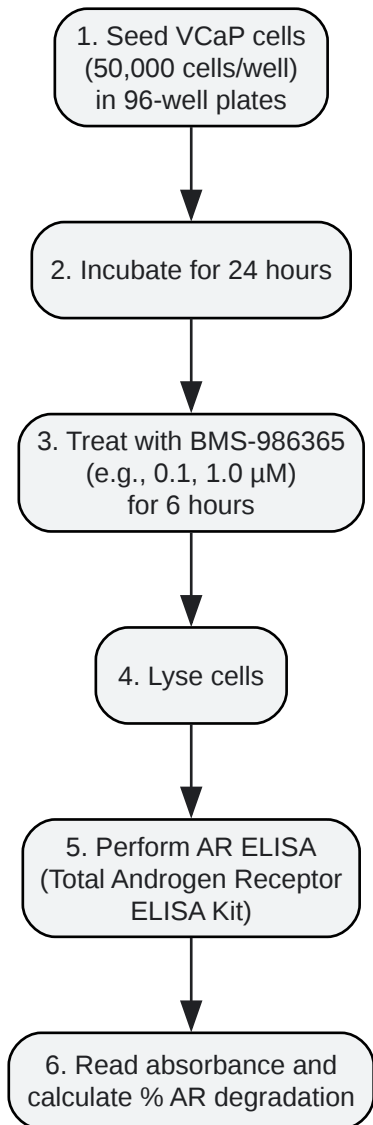 1. Seed VCaP cells
(50,000 cells/well)
in 96-well plates
2. Incubate for 24 hours
3. Treat with BMS-986365
(e.g., 0.1, 1.0 µM)
for 6 hours
4. Lyse cells
5. Perform AR ELISA
(Total Androgen Receptor
ELISA Kit)
6. Read absorbance and
calculate % AR degradation